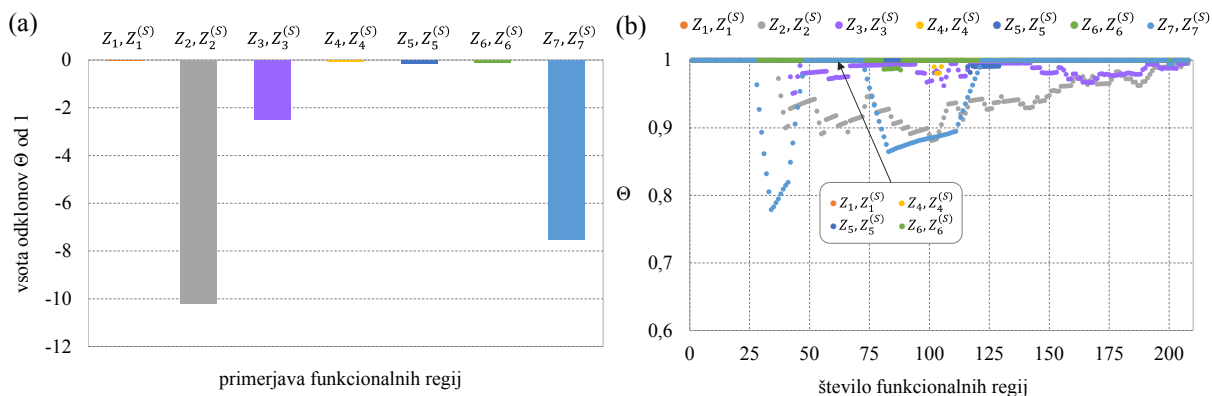 (a)
Z₁, Z₁⁽ˢ⁾ Z₂, Z₂⁽ˢ⁾ Z₃, Z₃⁽ˢ⁾ Z₄, Z₄⁽ˢ⁾ Z₅, Z₅⁽ˢ⁾ Z₆, Z₆⁽ˢ⁾ Z₇, Z₇⁽ˢ⁾
0
-2
-4
-6
-8
-10
-12
vsota odklonov Θ od 1
primerjava funkcionalnih regij
(b)
Z₁, Z₁⁽ˢ⁾ Z₂, Z₂⁽ˢ⁾ Z₃, Z₃⁽ˢ⁾ Z₄, Z₄⁽ˢ⁾ Z₅, Z₅⁽ˢ⁾ Z₆, Z₆⁽ˢ⁾ Z₇, Z₇⁽ˢ⁾
1
0,9
0,8
0,7
0,6
Θ
Z₁, Z₁⁽ˢ⁾ Z₄, Z₄⁽ˢ⁾
Z₅, Z₅⁽ˢ⁾ Z₆, Z₆⁽ˢ⁾
0 25 50 75 100 125 150 175 200
število funkcionalnih regij